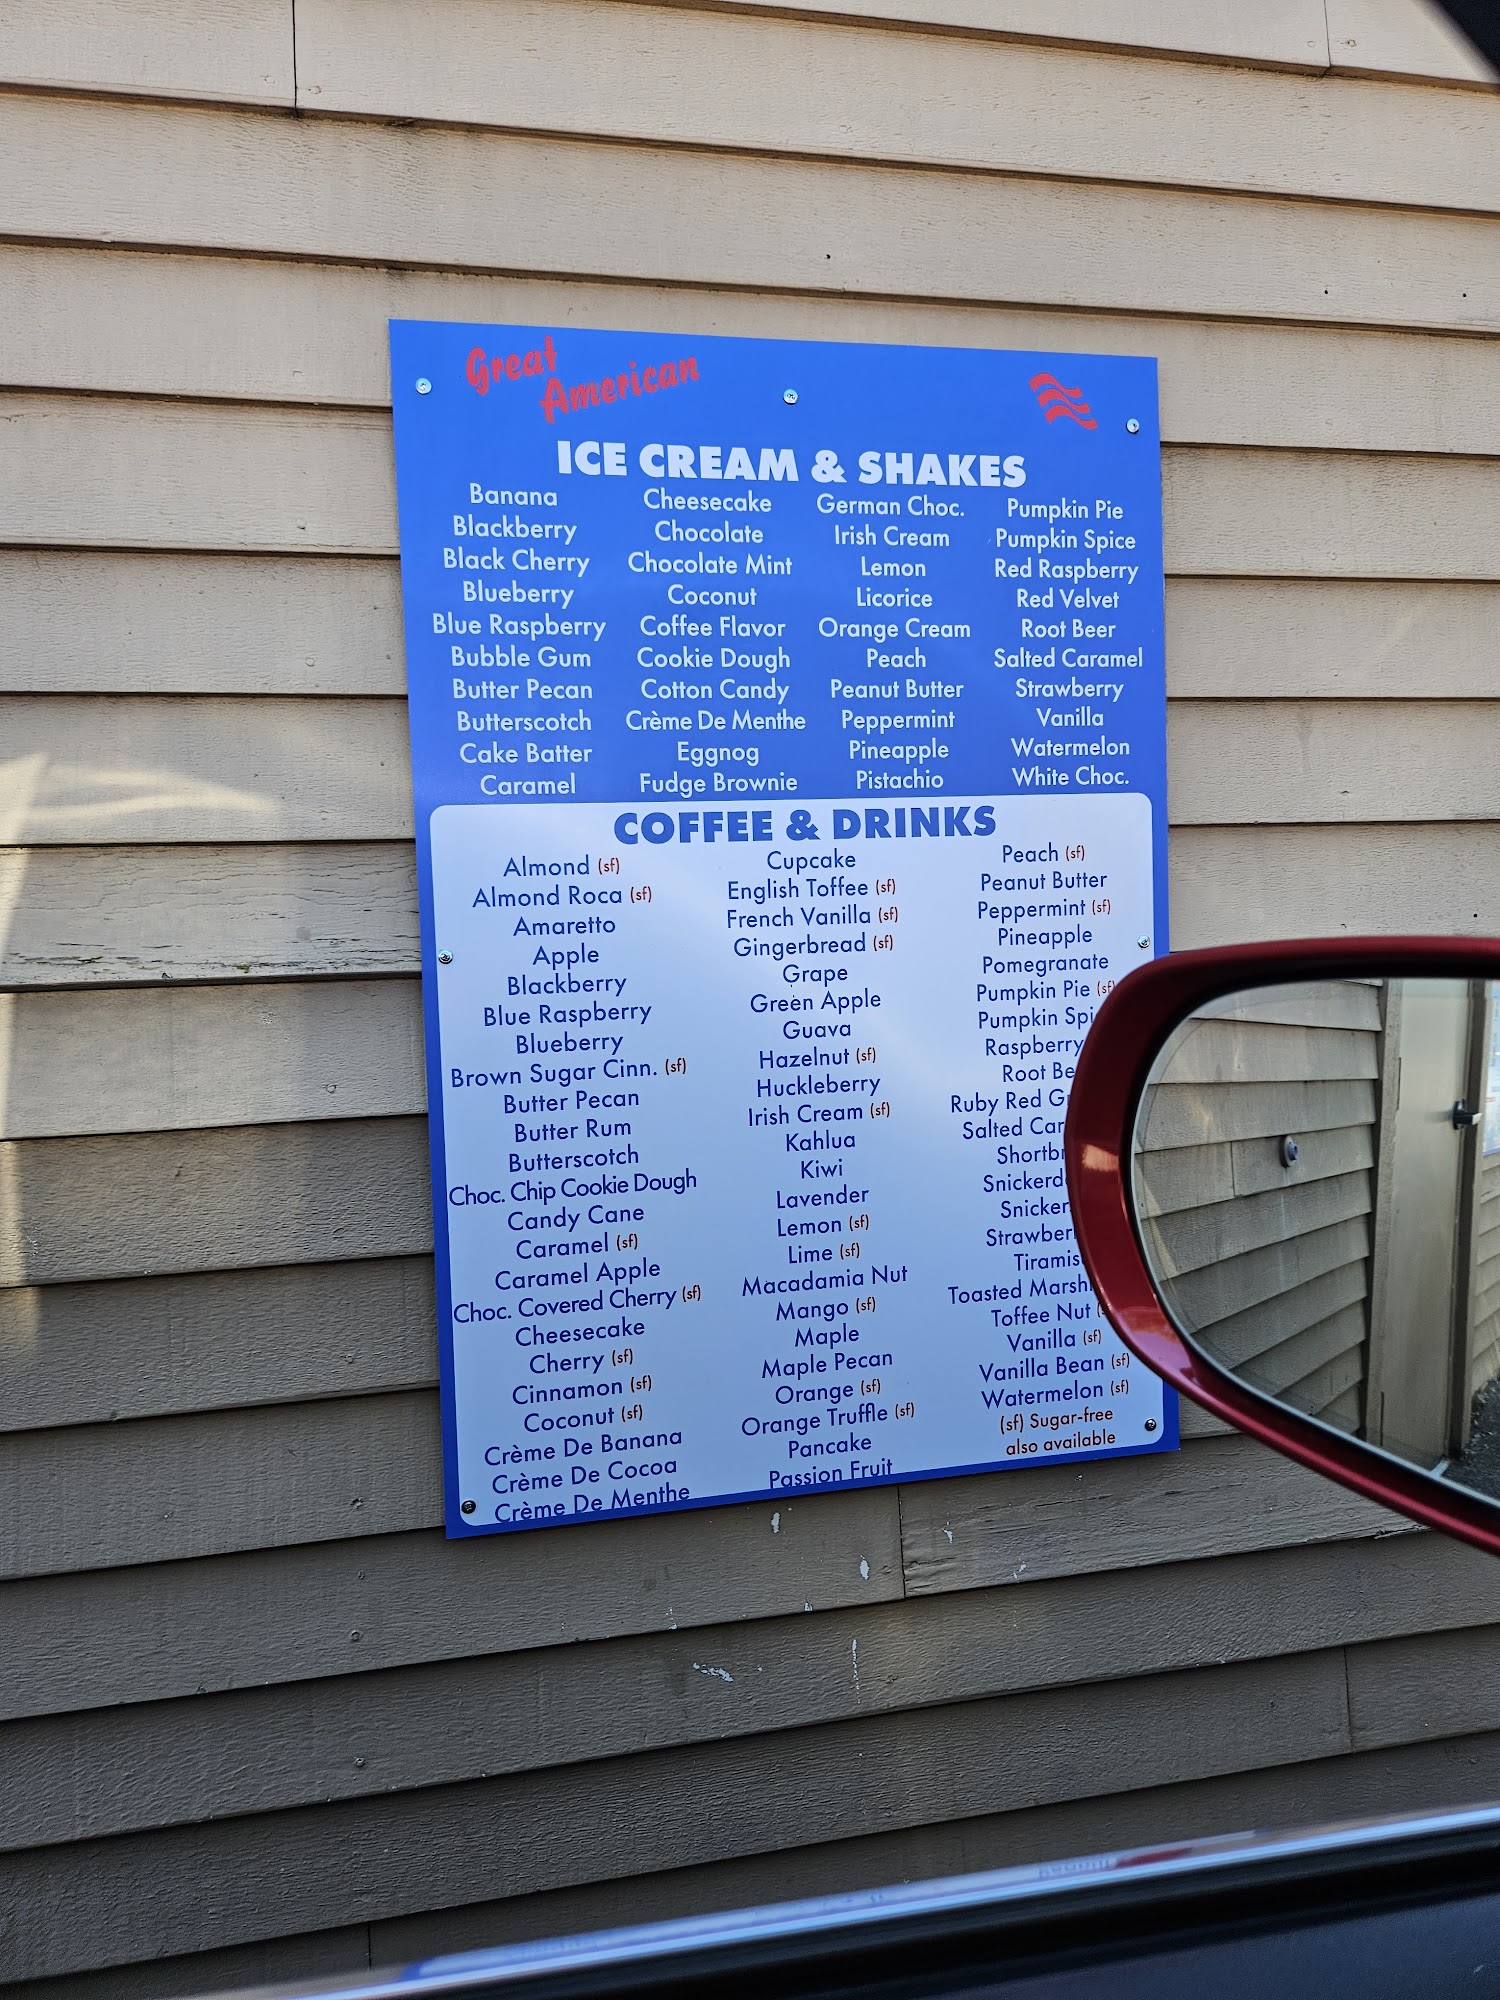 Great
American
ICE CREAM & SHAKES
Banana
Blackberry
Black Cherry
Blueberry
Blue Raspberry
Bubble Gum
Butter Pecan
Butterscotch
Cake Batter
Caramel
Cheesecake
Chocolate
Chocolate Mint
Coconut
Coffee Flavor
Cookie Dough
Cotton Candy
Crème De Menthe
Eggnog
Fudge Brownie
German Choc.
Irish Cream
Lemon
Licorice
Orange Cream
Peach
Peanut Butter
Peppermint
Pineapple
Pistachio
Pumpkin Pie
Pumpkin Spice
Red Raspberry
Red Velvet
Root Beer
Salted Caramel
Strawberry
Vanilla
Watermelon
White Choc.
COFFEE & DRINKS
Almond (sf)
Almond Roca (sf)
Amaretto
Apple
Blackberry
Blue Raspberry
Blueberry
Brown Sugar Cinn. (sf)
Butter Pecan
Butter Rum
Butterscotch
Choc. Chip Cookie Dough
Candy Cane
Caramel (sf)
Caramel Apple
Choc. Covered Cherry (sf)
Cheesecake
Cherry (sf)
Cinnamon (sf)
Coconut (sf)
Crème De Banana
Crème De Cocoa
Crème De Menthe
Cupcake
English Toffee (sf)
French Vanilla (sf)
Gingerbread (sf)
Grape
Green Apple
Guava
Hazelnut (sf)
Huckleberry
Irish Cream (sf)
Kahlua
Kiwi
Lavender
Lemon (sf)
Lime (sf)
Macadamia Nut
Mango (sf)
Maple
Maple Pecan
Orange (sf)
Orange Truffle (sf)
Pancake
Passion Fruit
Peach (sf)
Peanut Butter
Peppermint (sf)
Pineapple
Pomegranate
Pumpkin Pie (sf)
Pumpkin
Raspberry
Root
Ruby Red
Salted
Toasted
Toffee Nut
Vanilla (sf)
Vanilla Bean (sf)
Watermelon (sf)
(sf) Sugar-free
also available